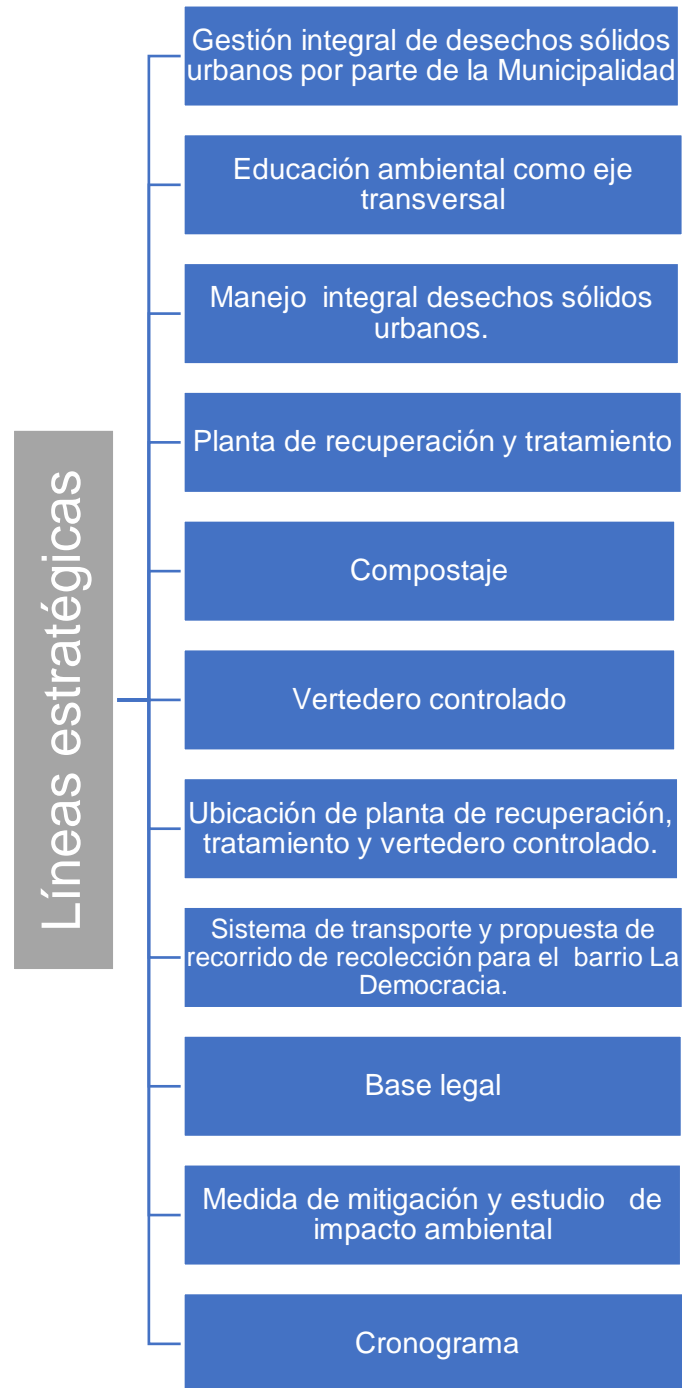 Líneas estratégicas
Gestión integral de desechos sólidos
urbanos por parte de la Municipalidad
Educación ambiental como eje
transversal
Manejo integral desechos sólidos
urbanos.
Planta de recuperación y tratamiento
Compostaje
Vertedero controlado
Ubicación de planta de recuperación,
tratamiento y vertedero controlado.
Sistema de transporte y propuesta de
recorrido de recolección para el barrio La
Democracia.
Base legal
Medida de mitigación y estudio de
impacto ambiental
Cronograma